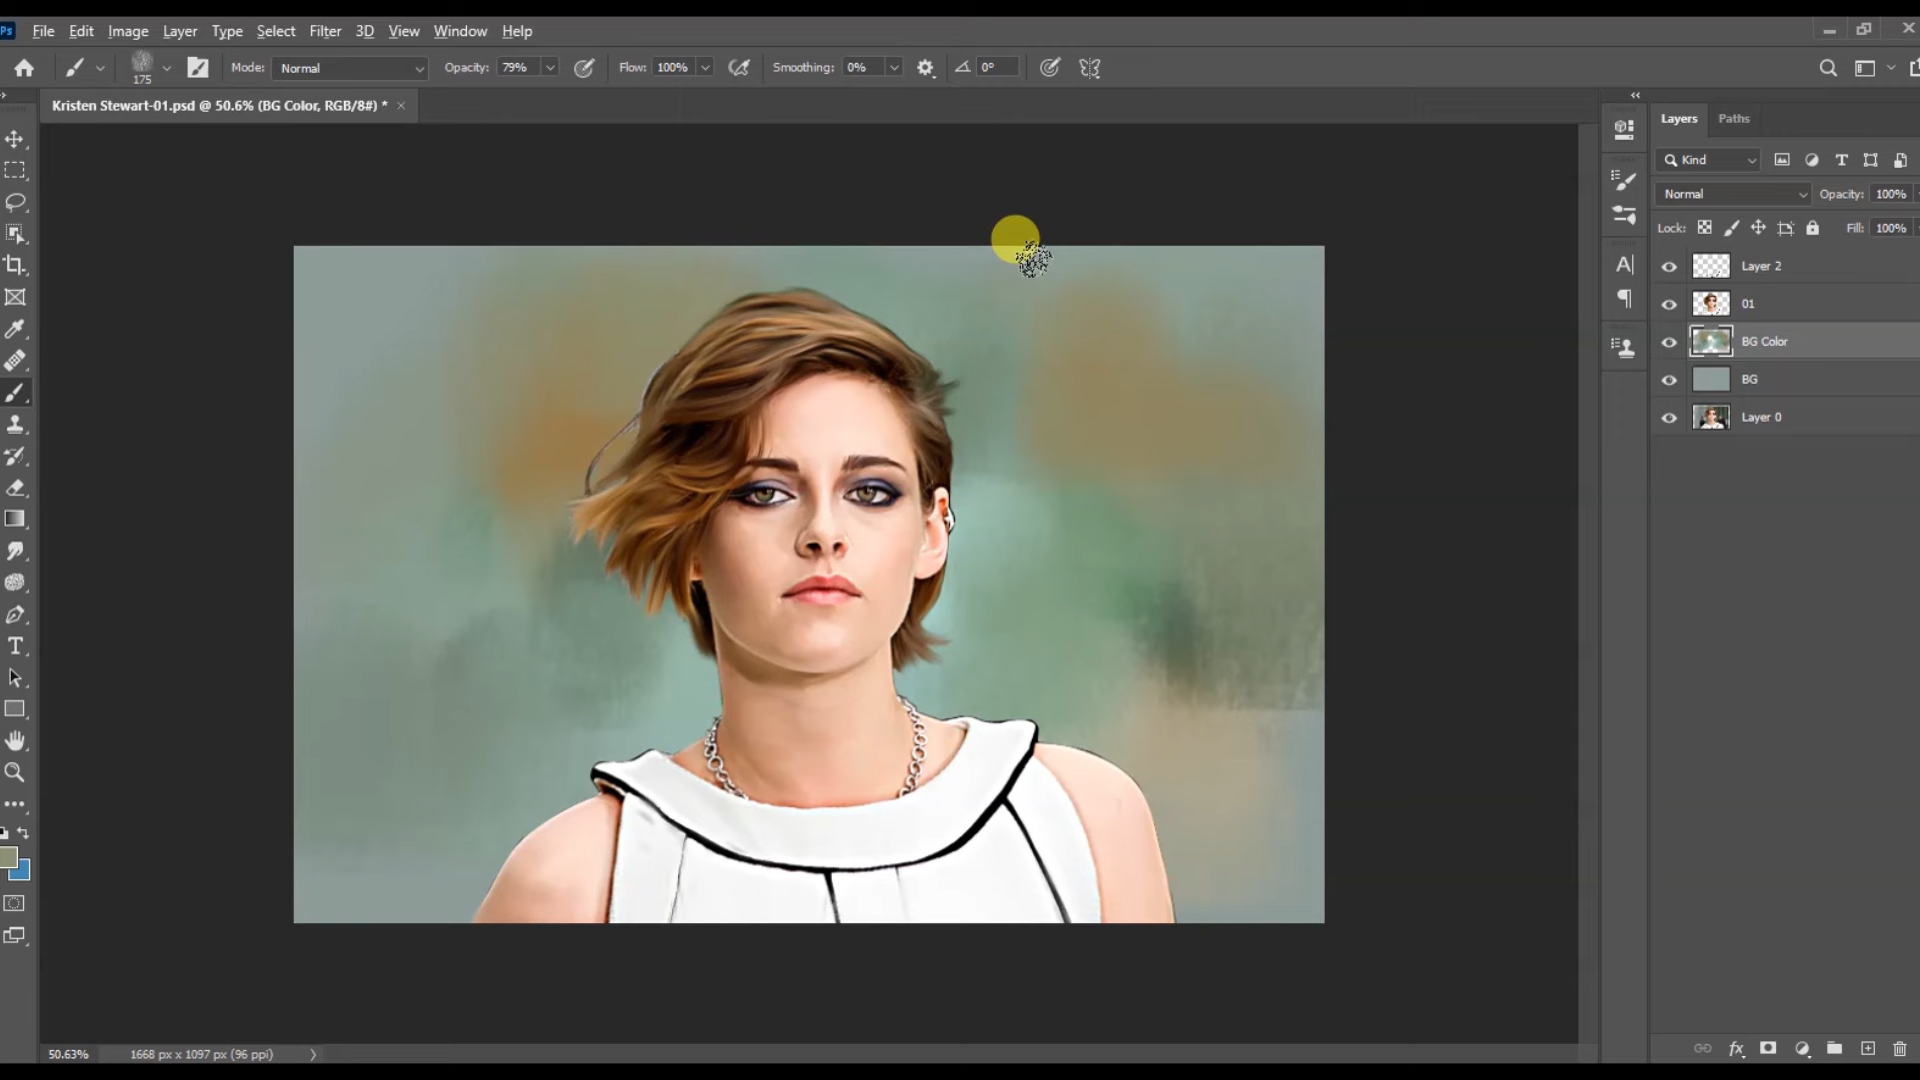 Ps File Edit Image Layer Type Select Filter 3D View Window Help
175 Mode: Normal Opacity: 79% Flow: 100% Smoothing: 0% 0°
Kristen Stewart-01.psd @ 50.6% (BG Color, RGB/8#) * ×
Layers Paths
Kind
Normal Opacity: 100%
Lock: Fill: 100%
Layer 2
01
BG Color
BG
Layer 0
50.63% 1668 px x 1097 px (96 ppi)